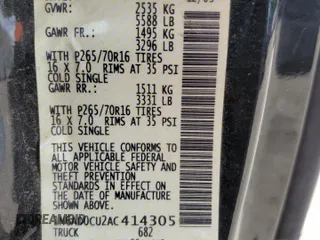 GVWR: 2535 KG
5588 LB
GAWR FR.: 1495 KG
3296 LB
WITH P265/70R16 TIRES
16 X 7.0 RIMS AT 35 PSI
COLD SINGLE
GAWR RR: 1511 KG
3331 LB
WITH P265/70R16 TIRES
16 X 7.0 RIMS AT 35 PSI
COLD SINGLE
THIS VEHICLE CONFORMS TO
ALL APPLICABLE FEDERAL
MOTOR VEHICLE SAFETY AND
THEFT PREVENTION
STANDARDS IN EFFECT ON THE
DATE OF MANUFACTURE
SHOWN ABOVE.
0CU2AC414305
TRUCK 682